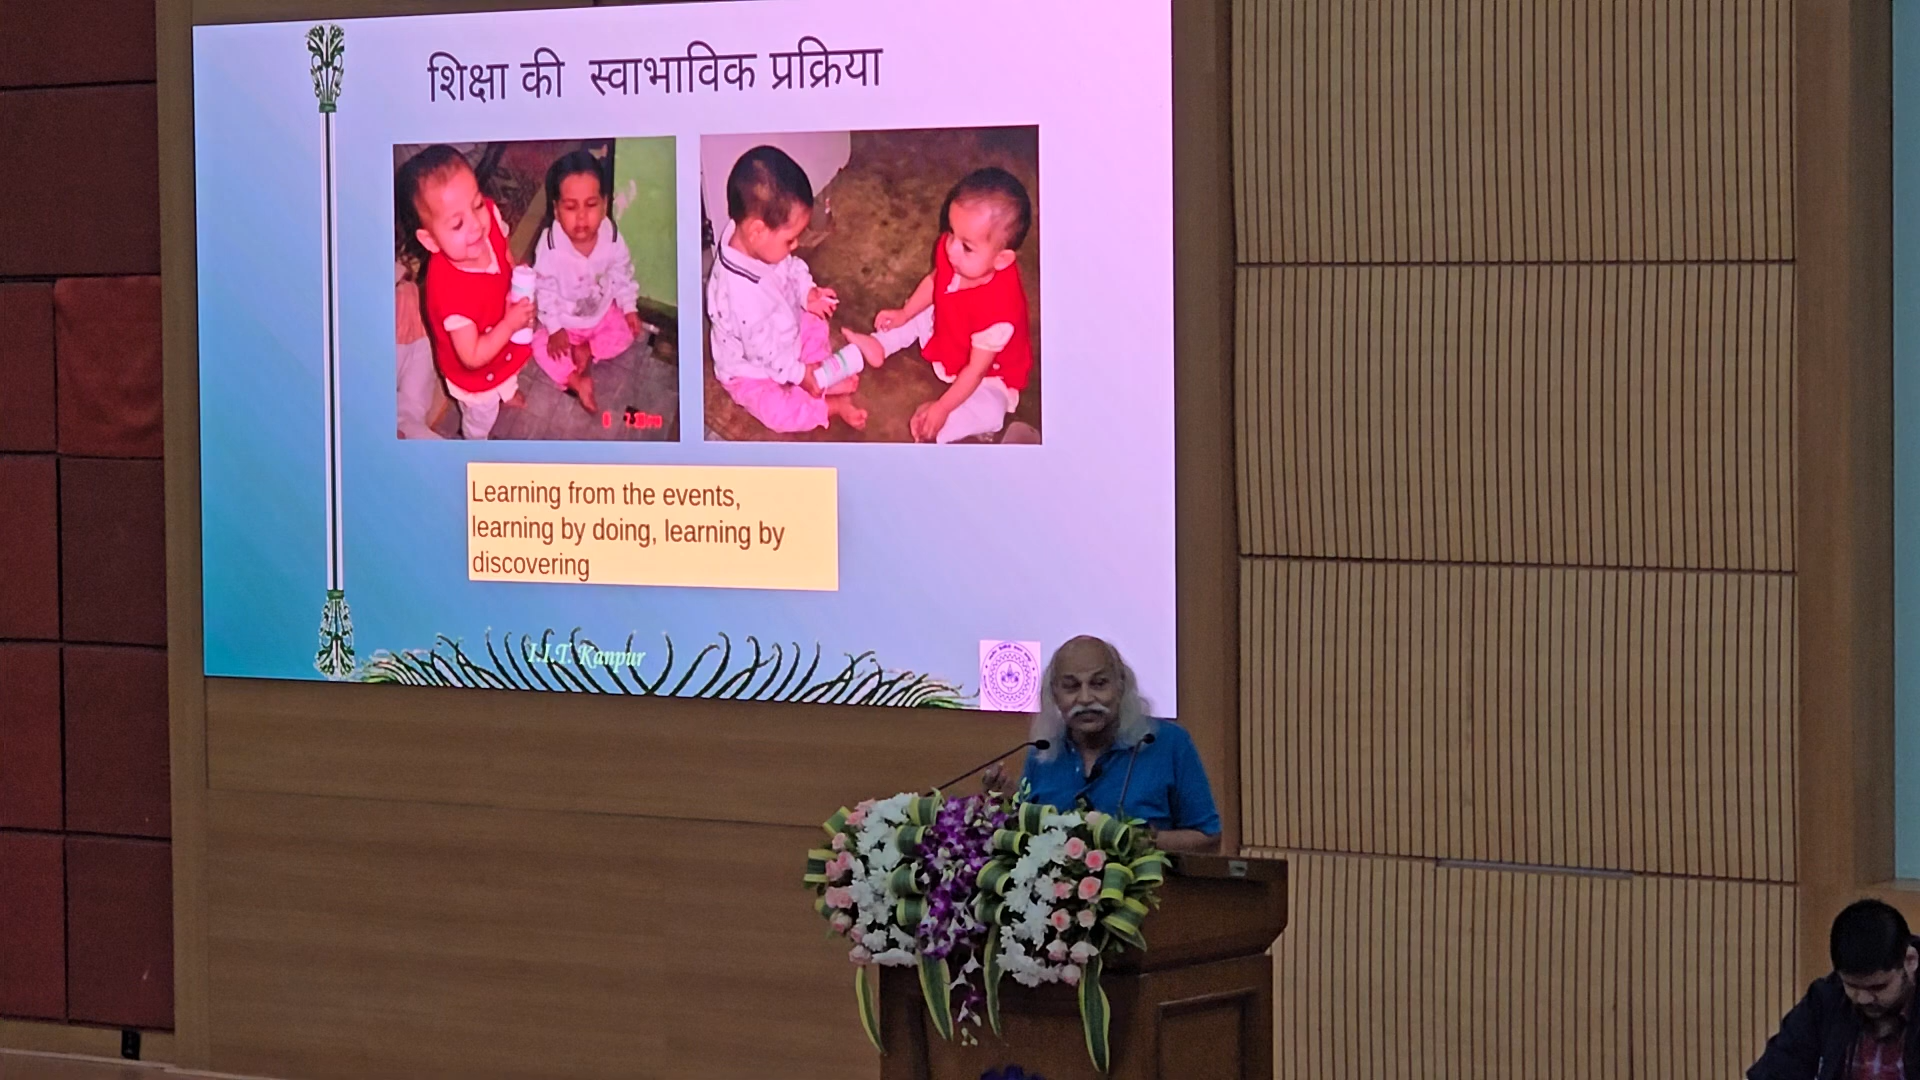 शिक्षा की स्वाभाविक प्रक्रिया
Learning from the events,
learning by doing, learning by
discovering
I.I.T. Kanpur